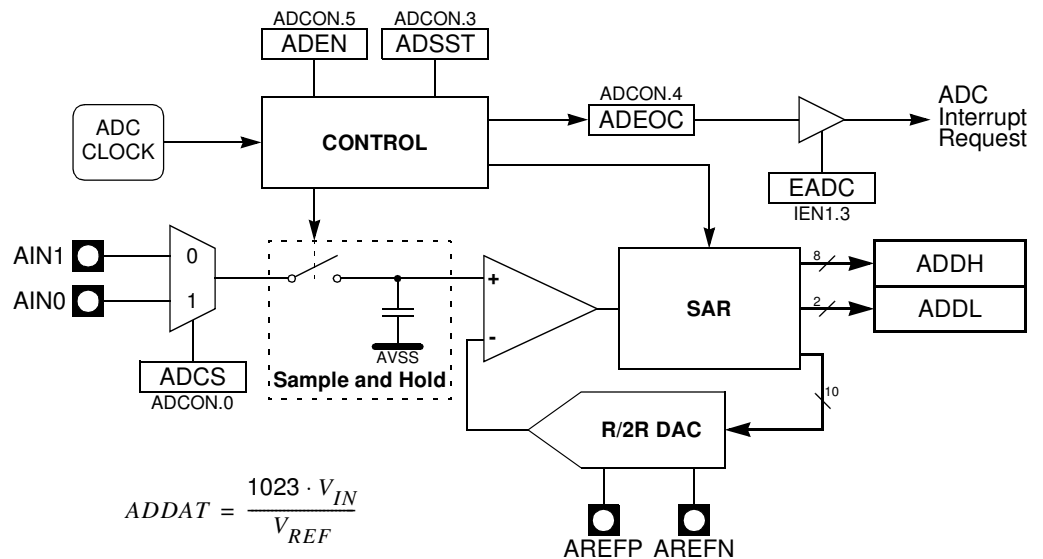 ADCON.5
ADEN
ADCON.3
ADSST
ADC
CLOCK
CONTROL
ADCON.4
ADEOC
ADC
Interrupt
Request
EADC
IEN1.3
AIN1
AIN0
0
1
ADCS
ADCON.0
AVSS
Sample and Hold
+
-
SAR
8
ADDH
2
ADDL
10
R/2R DAC
AREFP
AREFN
ADDAT = 1023 · V_IN / V_REF